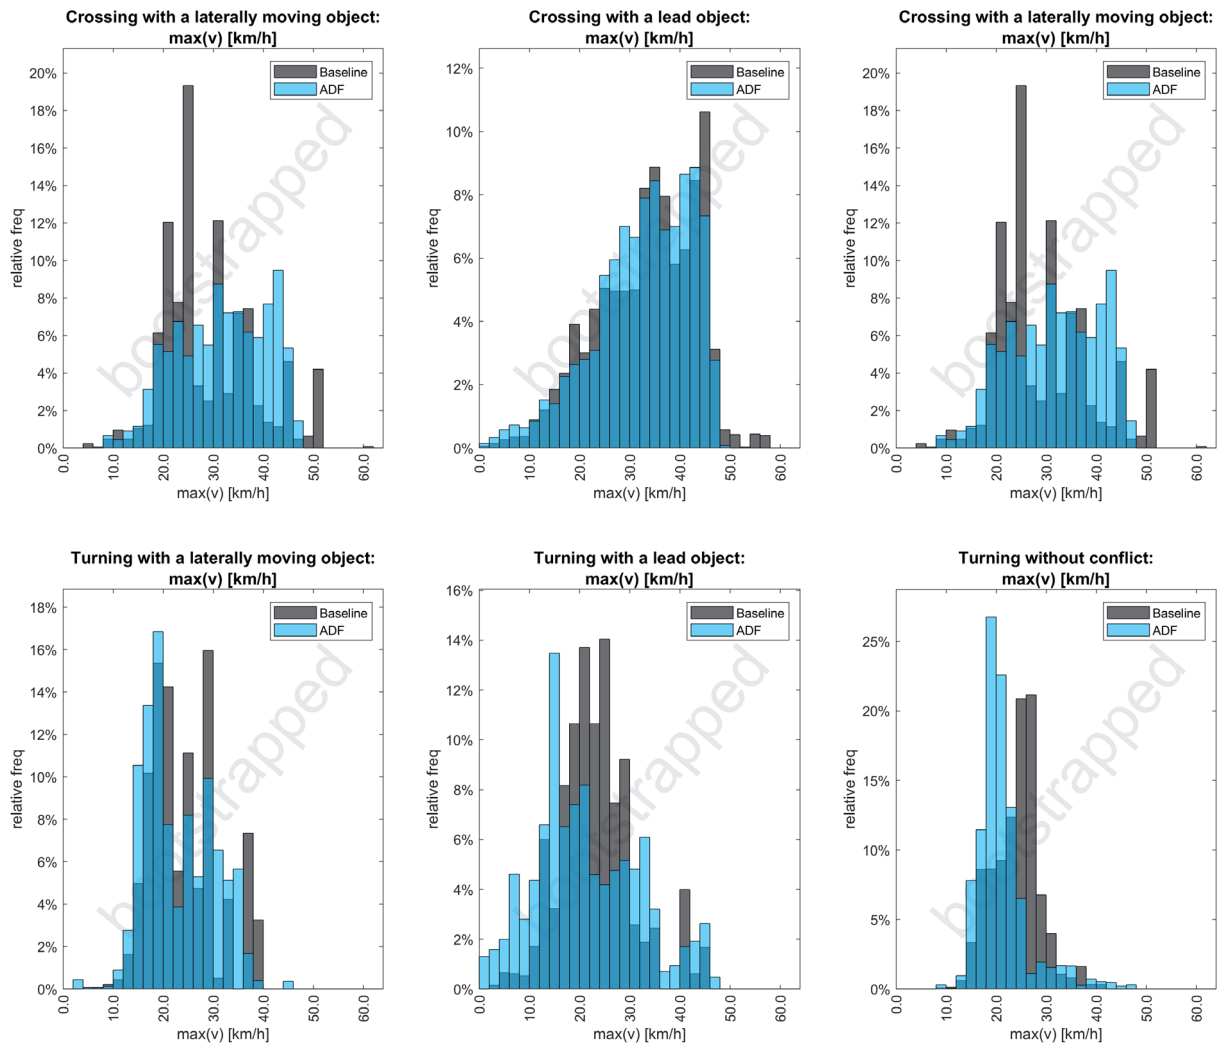 Crossing with a laterally moving object:
max(v) [km/h]
20%
18%
16%
14%
12%
10%
8%
6%
4%
2%
0%
relative freq
Baseline
ADF
bootstrapped
0.0
10.0
20.0
30.0
40.0
50.0
60.0
max(v) [km/h]
Crossing with a lead object:
max(v) [km/h]
12%
10%
8%
6%
4%
2%
0%
relative freq
Baseline
ADF
bootstrapped
0.0
10.0
20.0
30.0
40.0
50.0
60.0
max(v) [km/h]
Crossing with a laterally moving object:
max(v) [km/h]
20%
18%
16%
14%
12%
10%
8%
6%
4%
2%
0%
relative freq
Baseline
ADF
bootstrapped
0.0
10.0
20.0
30.0
40.0
50.0
60.0
max(v) [km/h]
Turning with a laterally moving object:
max(v) [km/h]
18%
16%
14%
12%
10%
8%
6%
4%
2%
0%
relative freq
Baseline
ADF
bootstrapped
0.0
10.0
20.0
30.0
40.0
50.0
60.0
max(v) [km/h]
Turning with a lead object:
max(v) [km/h]
16%
14%
12%
10%
8%
6%
4%
2%
0%
relative freq
Baseline
ADF
bootstrapped
0.0
10.0
20.0
30.0
40.0
50.0
60.0
max(v) [km/h]
Turning without conflict:
max(v) [km/h]
25%
20%
15%
10%
5%
0%
relative freq
Baseline
ADF
bootstrapped
0.0
10.0
20.0
30.0
40.0
50.0
60.0
max(v) [km/h]